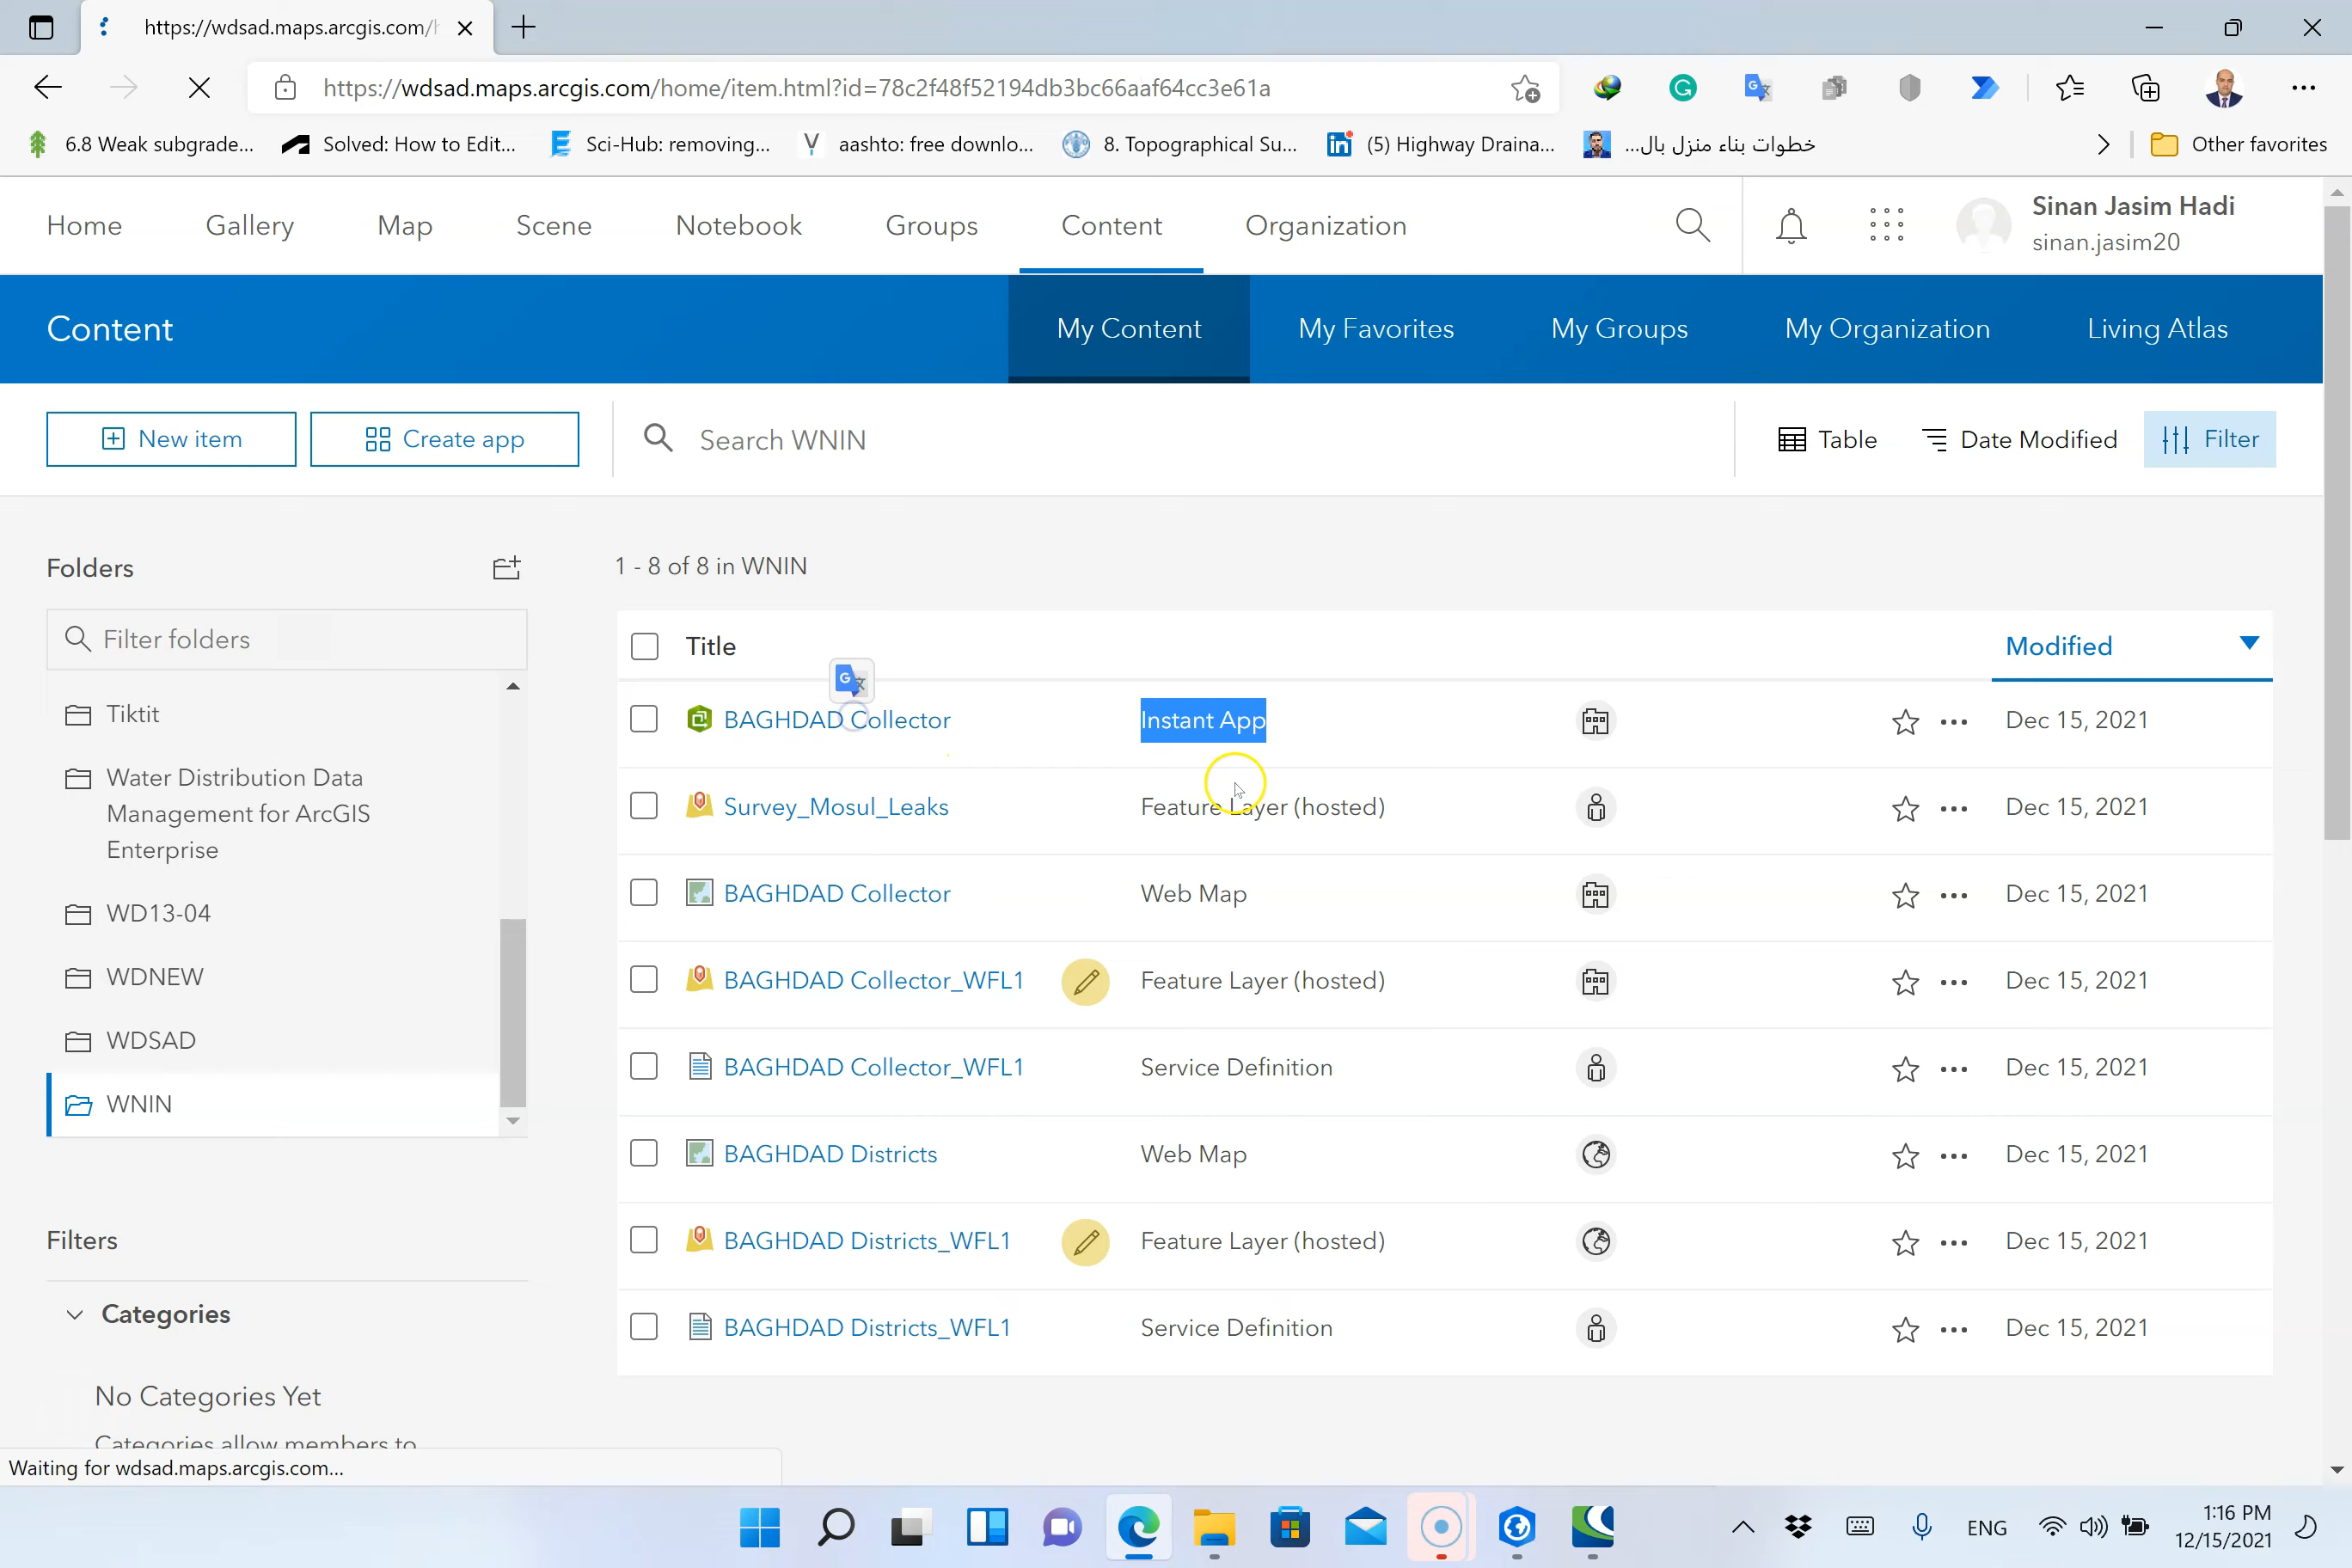 https://wdsad.maps.arcgis.com/h
https://wdsad.maps.arcgis.com/home/item.html?id=78c2f48f52194db3bc66aaf64cc3e61a
6.8 Weak subgrade...
Solved: How to Edit...
Sci-Hub: removing...
aashto: free downlo...
8. Topographical Su...
(5) Highway Draina...
خطوات بناء منزل بال...
Other favorites
Home
Gallery
Map
Scene
Notebook
Groups
Content
Organization
Sinan Jasim Hadi
sinan.jasim20
Content
My Content
My Favorites
My Groups
My Organization
Living Atlas
New item
Create app
Search WNIN
Table
Date Modified
Filter
Folders
Filter folders
Tiktit
Water Distribution Data
Management for ArcGIS
Enterprise
WD13-04
WDNEW
WDSAD
WNIN
Filters
Categories
No Categories Yet
Categories allow members to
1 - 8 of 8 in WNIN
Title Modified
BAGHDAD Collector Instant App Dec 15, 2021
Survey_Mosul_Leaks Feature Layer (hosted) Dec 15, 2021
BAGHDAD Collector Web Map Dec 15, 2021
BAGHDAD Collector_WFL1 Feature Layer (hosted) Dec 15, 2021
BAGHDAD Collector_WFL1 Service Definition Dec 15, 2021
BAGHDAD Districts Web Map Dec 15, 2021
BAGHDAD Districts_WFL1 Feature Layer (hosted) Dec 15, 2021
BAGHDAD Districts_WFL1 Service Definition Dec 15, 2021
Waiting for wdsad.maps.arcgis.com...
ENG
1:16 PM
12/15/2021